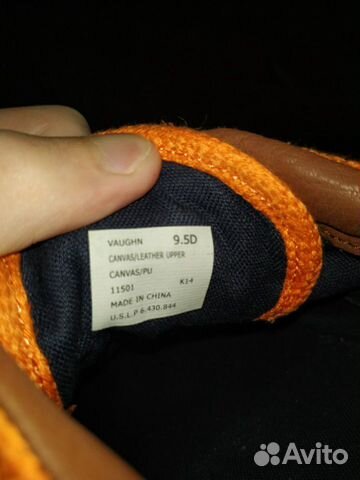 VAUGHN 9.5D
CANVAS/LEATHER UPPER
CANVAS/PU
11501 K14
MADE IN CHINA
U.S.L.P 6.430.844
Avito